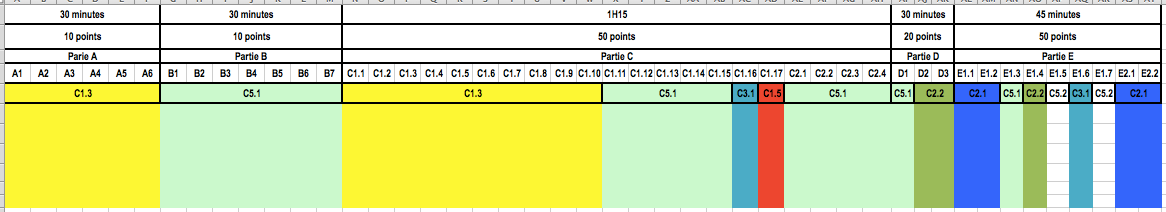 30 minutes 30 minutes 1H15 30 minutes 45 minutes
10 points 10 points 50 points 20 points 50 points
Parie A Partie B Partie C Partie D Partie E
A1 A2 A3 A4 A5 A6 B1 B2 B3 B4 B5 B6 B7 C1.1 C1.2 C1.3 C1.4 C1.5 C1.6 C1.7 C1.8 C1.9 C1.10 C1.11 C1.12 C1.13 C1.14 C1.15 C1.16 C1.17 C2.1 C2.2 C2.3 C2.4 D1 D2 D3 E1.1 E1.2 E1.3 E1.4 E1.5 E1.6 E1.7 E2.1 E2.2
C1.3 C5.1 C1.3 C5.1 C3.1 C1.5 C5.1 C5.1 C2.2 C2.1 C5.1 C2.2 C5.2 C3.1 C5.2 C2.1